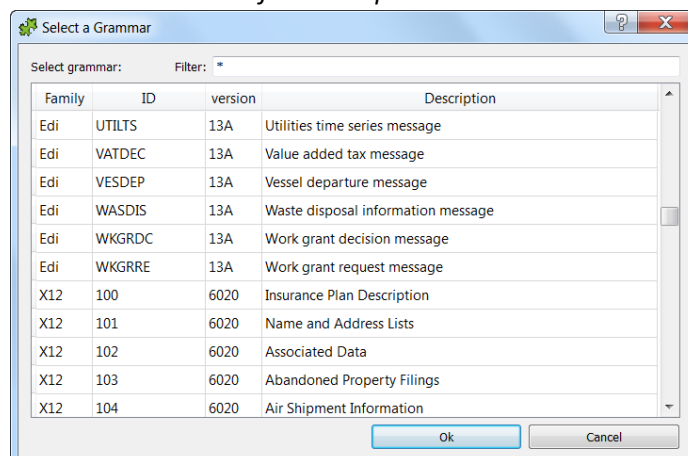 Select a Grammar
Select grammar: Filter: *
Family ID version Description
Edi UTILTS 13A Utilities time series message
Edi VATDEC 13A Value added tax message
Edi VESDEP 13A Vessel departure message
Edi WASDIS 13A Waste disposal information message
Edi WKGRDC 13A Work grant decision message
Edi WKGRRE 13A Work grant request message
X12 100 6020 Insurance Plan Description
X12 101 6020 Name and Address Lists
X12 102 6020 Associated Data
X12 103 6020 Abandoned Property Filings
X12 104 6020 Air Shipment Information
Ok Cancel